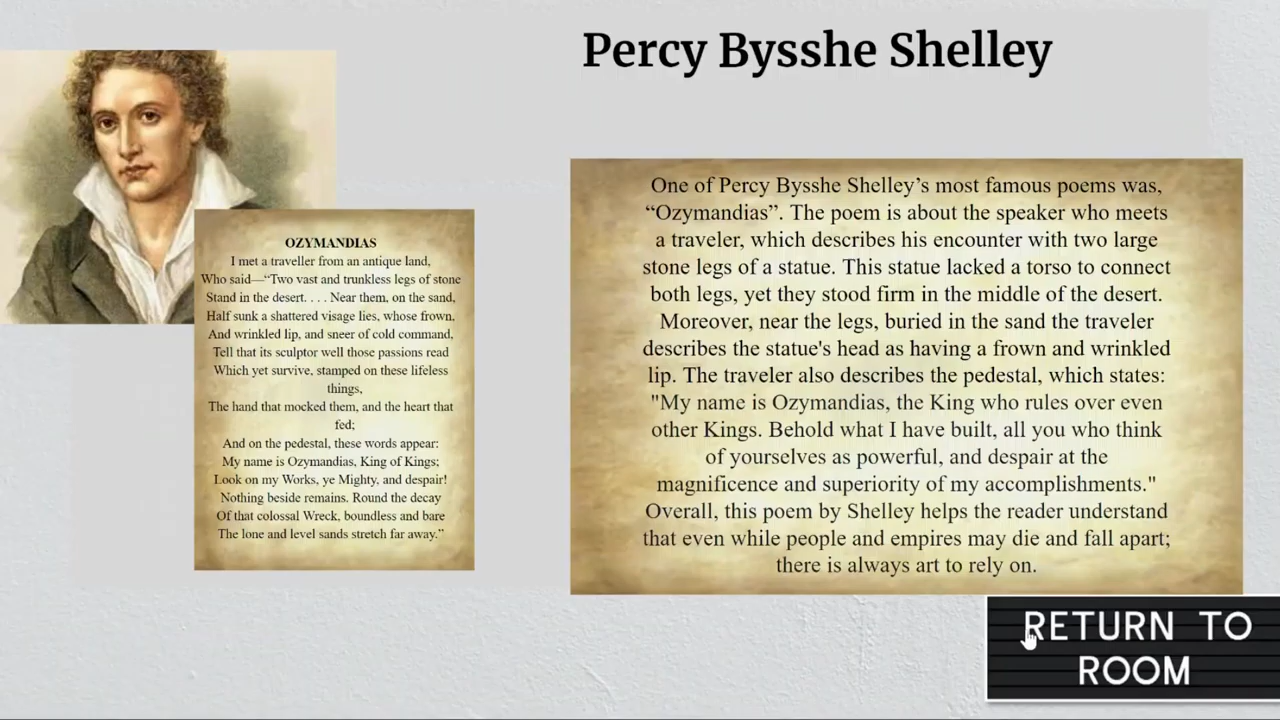 Percy Bysshe Shelley
OZYMANDIAS
I met a traveller from an antique land,
Who said—“Two vast and trunkless legs of stone
Stand in the desert. . . . Near them, on the sand,
Half sunk a shattered visage lies, whose frown,
And wrinkled lip, and sneer of cold command,
Tell that its sculptor well those passions read
Which yet survive, stamped on these lifeless
things,
The hand that mocked them, and the heart that
fed;
And on the pedestal, these words appear:
My name is Ozymandias, King of Kings;
Look on my Works, ye Mighty, and despair!
Nothing beside remains. Round the decay
Of that colossal Wreck, boundless and bare
The lone and level sands stretch far away.”
One of Percy Bysshe Shelley’s most famous poems was,
“Ozymandias”. The poem is about the speaker who meets
a traveler, which describes his encounter with two large
stone legs of a statue. This statue lacked a torso to connect
both legs, yet they stood firm in the middle of the desert.
Moreover, near the legs, buried in the sand the traveler
describes the statue's head as having a frown and wrinkled
lip. The traveler also describes the pedestal, which states:
"My name is Ozymandias, the King who rules over even
other Kings. Behold what I have built, all you who think
of yourselves as powerful, and despair at the
magnificence and superiority of my accomplishments."
Overall, this poem by Shelley helps the reader understand
that even while people and empires may die and fall apart;
there is always art to rely on.
RETURN TO
ROOM